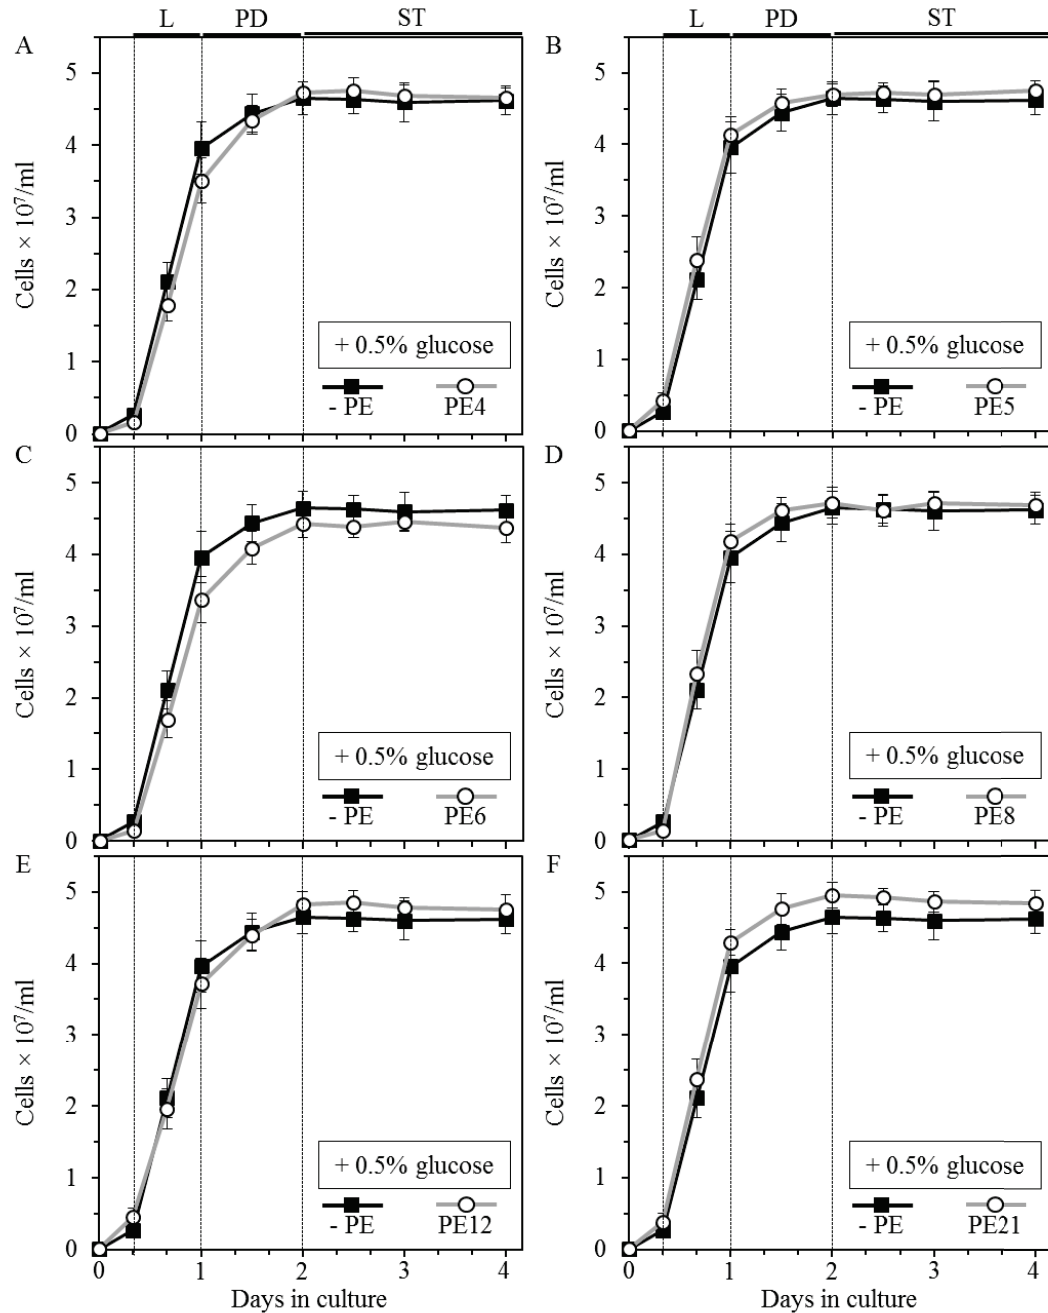 L PD ST L PD ST
A B
Cells × 10⁷/ml
5
4
3
2
1
0
+ 0.5% glucose
- PE PE4
Cells × 10⁷/ml
5
4
3
2
1
0
+ 0.5% glucose
- PE PE5
C D
Cells × 10⁷/ml
5
4
3
2
1
0
+ 0.5% glucose
- PE PE6
Cells × 10⁷/ml
5
4
3
2
1
0
+ 0.5% glucose
- PE PE8
E F
Cells × 10⁷/ml
5
4
3
2
1
0
+ 0.5% glucose
- PE PE12
0 1 2 3 4
Days in culture
Cells × 10⁷/ml
5
4
3
2
1
0
+ 0.5% glucose
- PE PE21
0 1 2 3 4
Days in culture